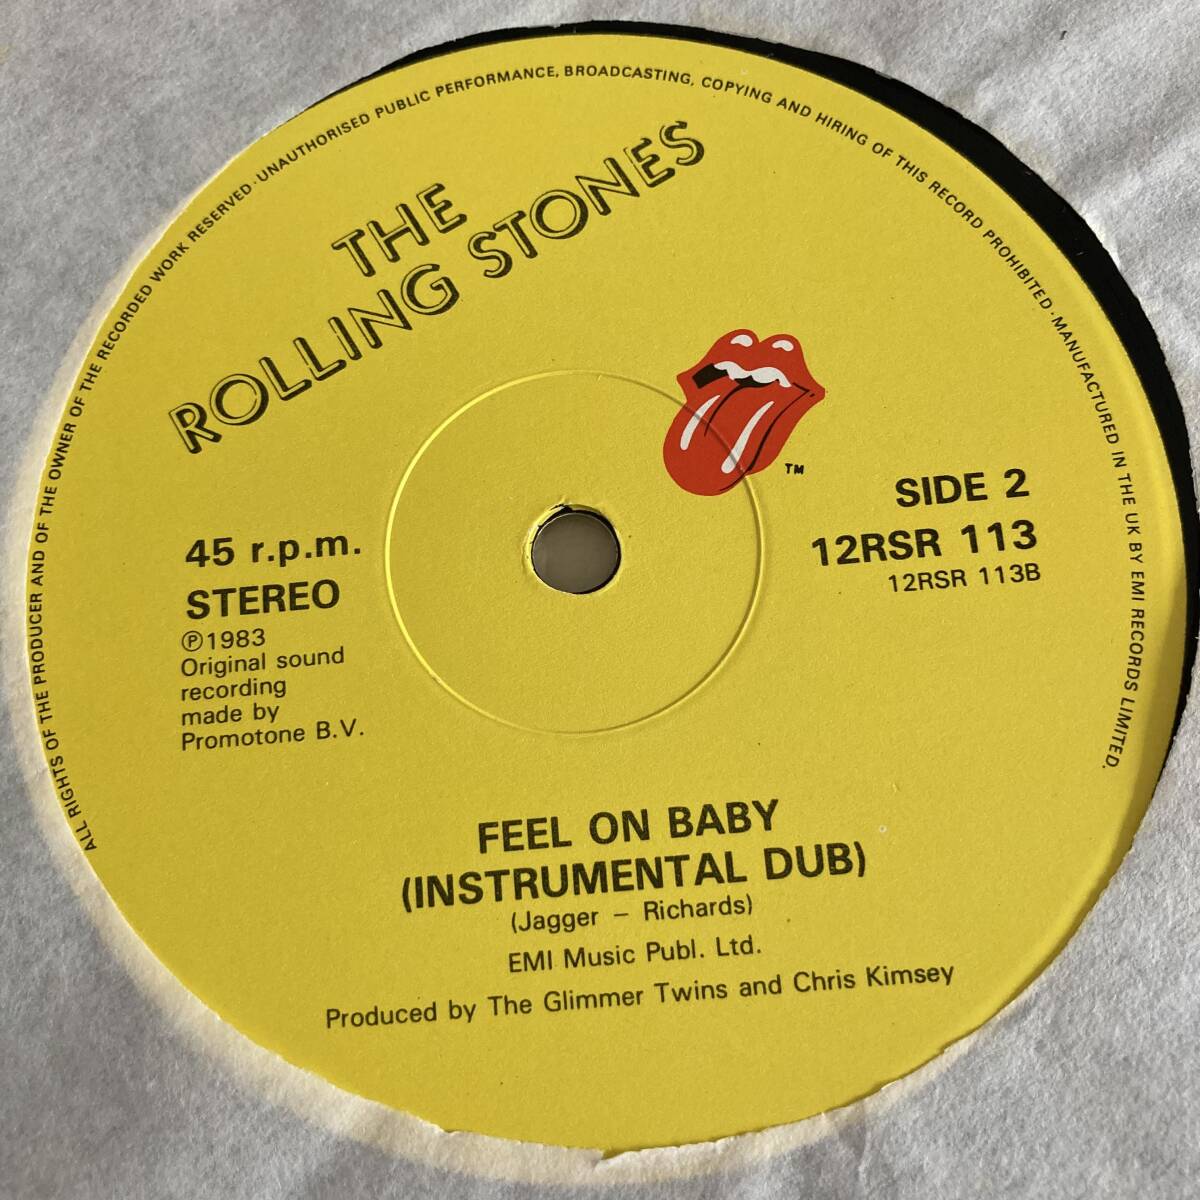 ALL RIGHTS OF THE PRODUCER AND OF THE OWNER OF THE RECORDED WORK RESERVED · UNAUTHORISED PUBLIC PERFORMANCE, BROADCASTING, COPYING AND HIRING OF THIS RECORD PROHIBITED · MANUFACTURED IN THE UK BY EMI RECORDS LIMITED.
THE
ROLLING STONES
TM
SIDE 2
12RSR 113
12RSR 113B
45 r.p.m.
STEREO
℗1983
Original sound
recording
made by
Promotone B.V.
FEEL ON BABY
(INSTRUMENTAL DUB)
(Jagger – Richards)
EMI Music Publ. Ltd.
Produced by The Glimmer Twins and Chris Kimsey